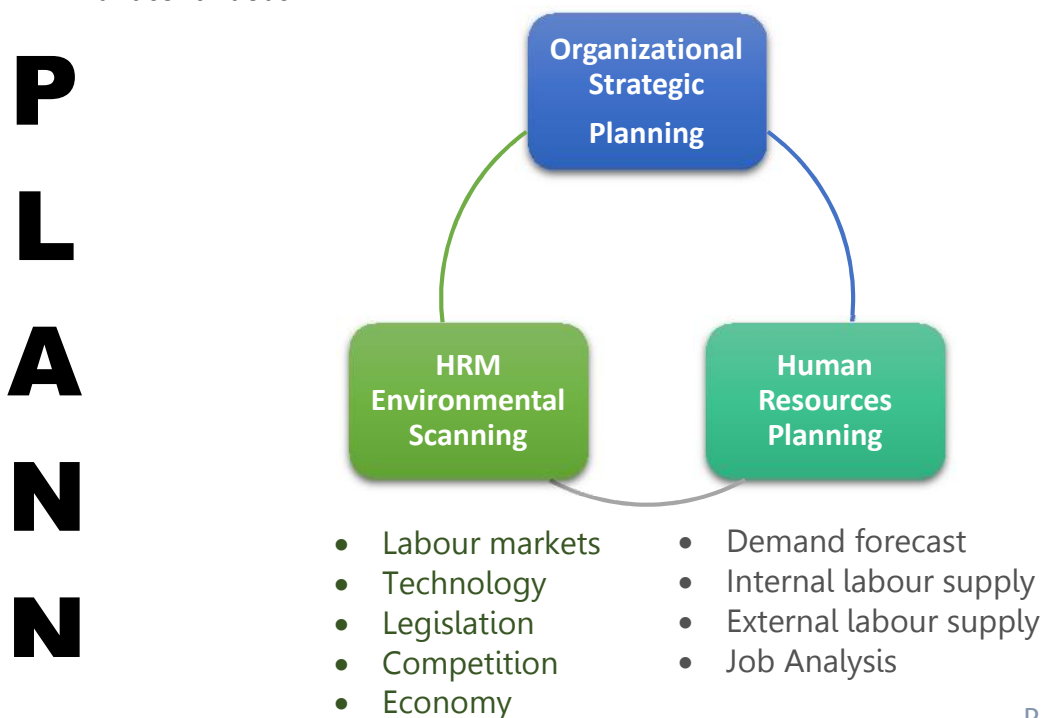 P
L
A
N
N
Organizational
Strategic
Planning
HRM
Environmental
Scanning
Human
Resources
Planning
• Labour markets
• Technology
• Legislation
• Competition
• Economy
• Demand forecast
• Internal labour supply
• External labour supply
• Job Analysis